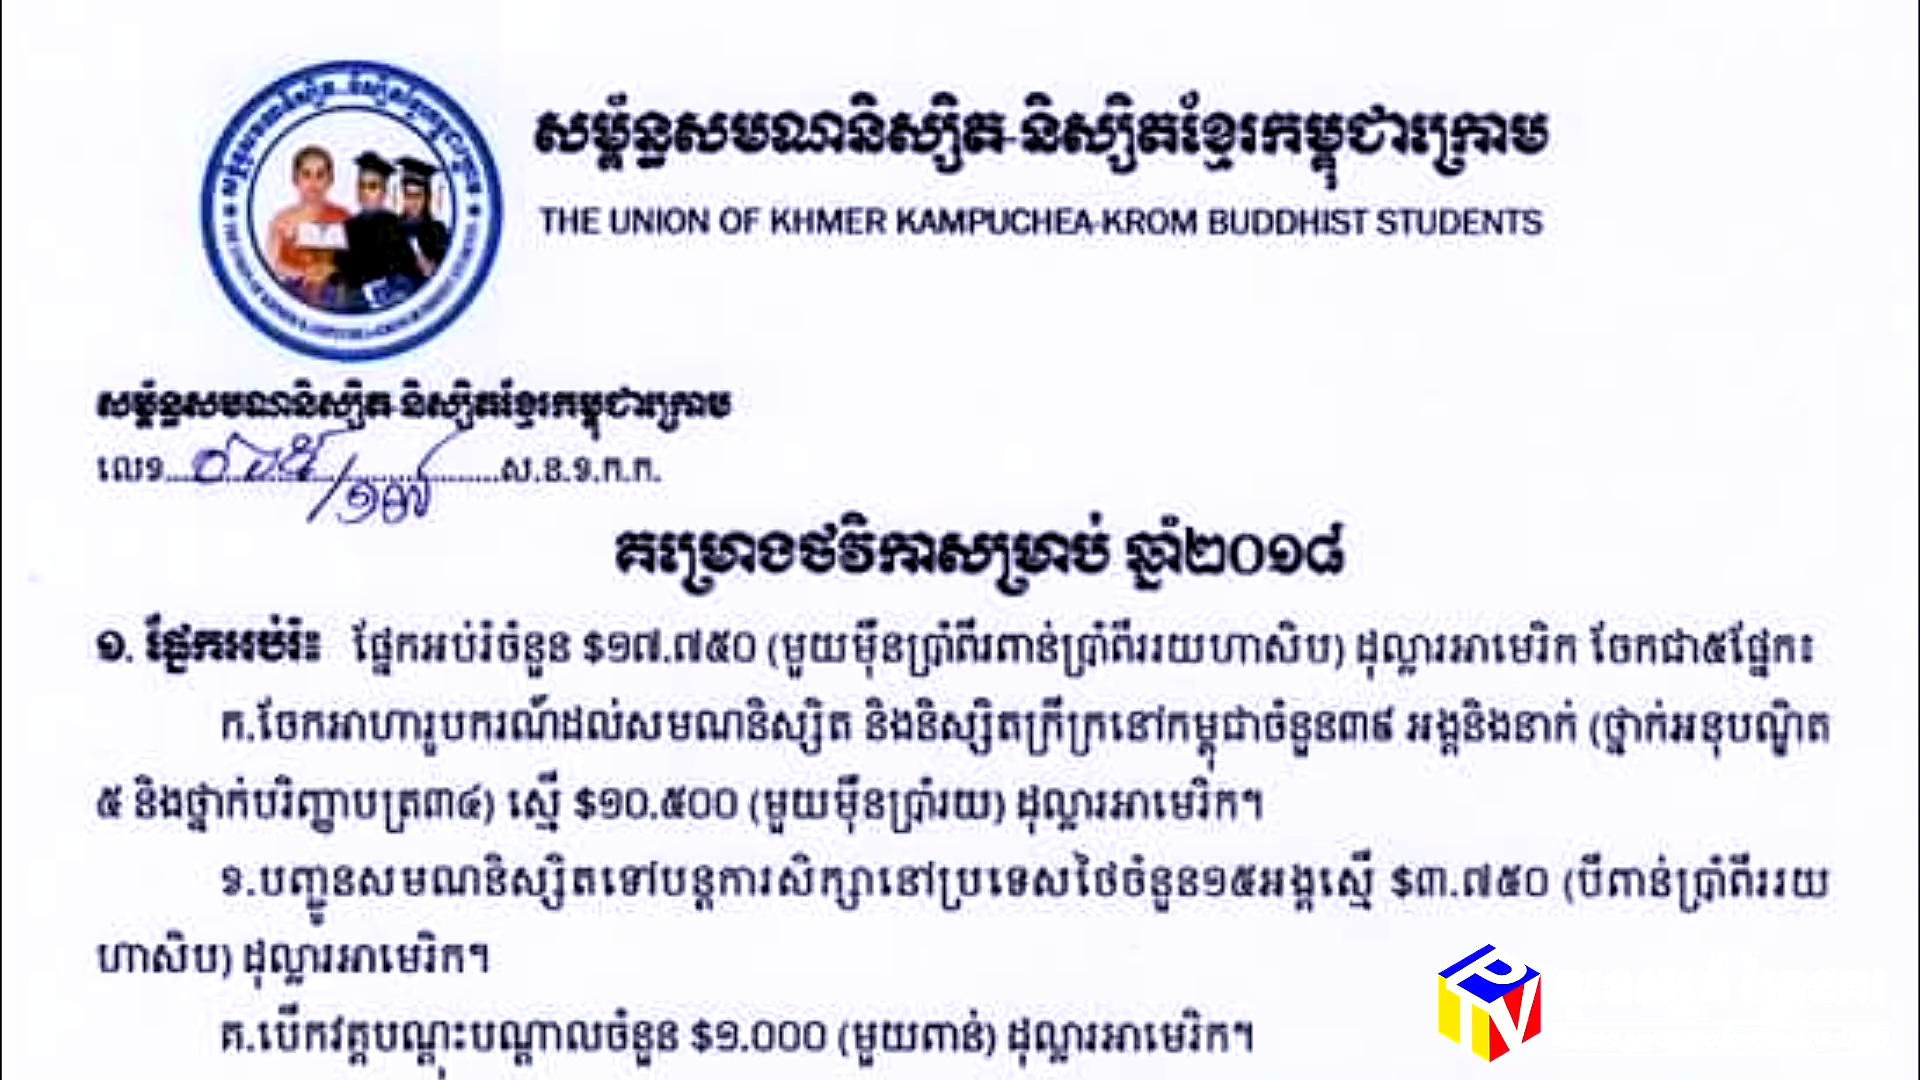 សម្ព័ន្ធសមណនិស្សិត-និស្សិតខ្មែរកម្ពុជាក្រោម
THE UNION OF KHMER KAMPUCHEA-KROM BUDDHIST STUDENTS
សម្ព័ន្ធសមណនិស្សិត-និស្សិតខ្មែរកម្ពុជាក្រោម
លេខ..............................ស.ន.ខ.ក.ក.
គម្រោងថវិកាសម្រាប់ ឆ្នាំ២០១៨
១. ផ្នែកអប់រំ៖ ផ្នែកអប់រំចំនួន $១៧.៧៥០ (មួយម៉ឺនប្រាំពីរពាន់ប្រាំពីររយហាសិប) ដុល្លារអាមេរិក ចែកជា៥ផ្នែក៖
ក.ចែកអាហារូបករណ៍ដល់សមណនិស្សិត និងនិស្សិតក្រីក្រនៅកម្ពុជាចំនួន៣៩ អង្គនិងនាក់ (ថ្នាក់អនុបណ្ឌិត
៥ និងថ្នាក់បរិញ្ញាបត្រ៣៤) ស្មើ $១០.៥០០ (មួយម៉ឺនប្រាំរយ) ដុល្លារអាមេរិក។
ខ.បញ្ជូនសមណនិស្សិតទៅបន្តការសិក្សានៅប្រទេសថៃចំនួន១៥អង្គស្មើ $៣.៧៥០ (បីពាន់ប្រាំពីររយ
ហាសិប) ដុល្លារអាមេរិក។
គ.បើកវគ្គបណ្តុះបណ្តាលចំនួន $១.០០០ (មួយពាន់) ដុល្លារអាមេរិក។
PTV